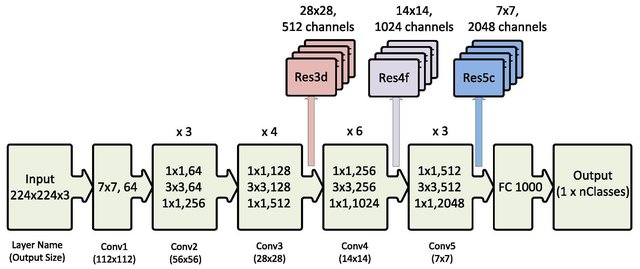 28x28,
512 channels
14x14,
1024 channels
7x7,
2048 channels
Res3d
Res4f
Res5c
x 3
x 4
x 6
x 3
Input
224x224x3
7x7, 64
1x1,64
3x3,64
1x1,256
1x1,128
3x3,128
1x1,512
1x1,256
3x3,256
1x1,1024
1x1,512
3x3,512
1x1,2048
FC 1000
Output
(1 x nClasses)
Layer Name
(Output Size)
Conv1
(112x112)
Conv2
(56x56)
Conv3
(28x28)
Conv4
(14x14)
Conv5
(7x7)